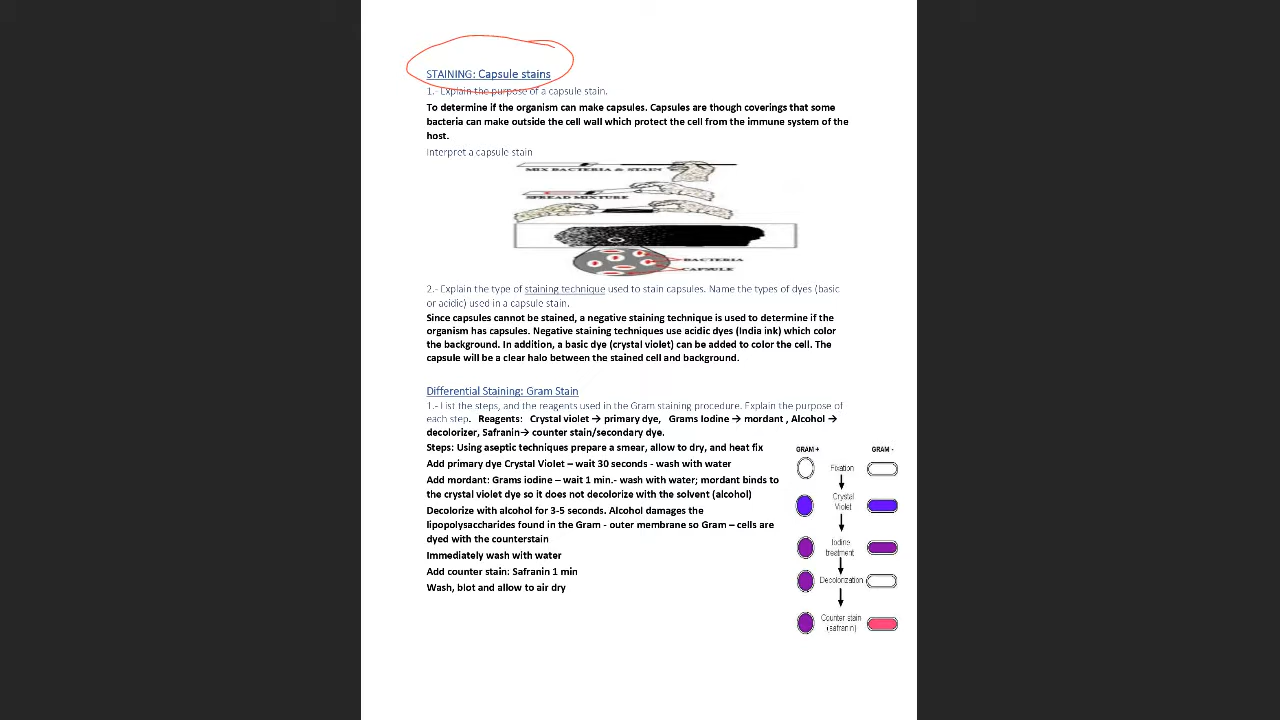 STAINING: Capsule stains
1.- Explain the purpose of a capsule stain.
To determine if the organism can make capsules. Capsules are though coverings that some
bacteria can make outside the cell wall which protect the cell from the immune system of the
host.
Interpret a capsule stain
MIX BACTERIA & STAIN
SPREAD MIXTURE
BACTERIA
CAPSULE
2.- Explain the type of staining technique used to stain capsules. Name the types of dyes (basic
or acidic) used in a capsule stain.
Since capsules cannot be stained, a negative staining technique is used to determine if the
organism has capsules. Negative staining techniques use acidic dyes (India ink) which color
the background. In addition, a basic dye (crystal violet) can be added to color the cell. The
capsule will be a clear halo between the stained cell and background.
Differential Staining: Gram Stain
1.- List the steps, and the reagents used in the Gram staining procedure. Explain the purpose of
each step. Reagents: Crystal violet → primary dye, Grams Iodine → mordant , Alcohol →
decolorizer, Safranin→ counter stain/secondary dye.
Steps: Using aseptic techniques prepare a smear, allow to dry, and heat fix
Add primary dye Crystal Violet – wait 30 seconds - wash with water
Add mordant: Grams iodine – wait 1 min.- wash with water; mordant binds to
the crystal violet dye so it does not decolorize with the solvent (alcohol)
Decolorize with alcohol for 3-5 seconds. Alcohol damages the
lipopolysaccharides found in the Gram - outer membrane so Gram – cells are
dyed with the counterstain
Immediately wash with water
Add counter stain: Safranin 1 min
Wash, blot and allow to air dry
GRAM + GRAM -
Fixation
Crystal
Violet
Iodine
treatment
Decolorization
Counter stain
(safranin)